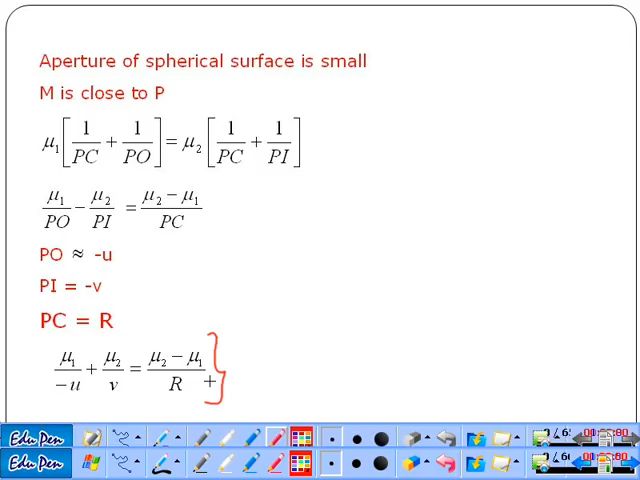 Aperture of spherical surface is small
M is close to P
μ₁[1/PC + 1/PO] = μ₂[1/PC + 1/PI]
μ₁/PO − μ₂/PI = (μ₂ − μ₁)/PC
PO ≈ -u
PI = -v
PC = R
μ₁/−u + μ₂/v = (μ₂ − μ₁)/R
Edu Pen
Edu Pen